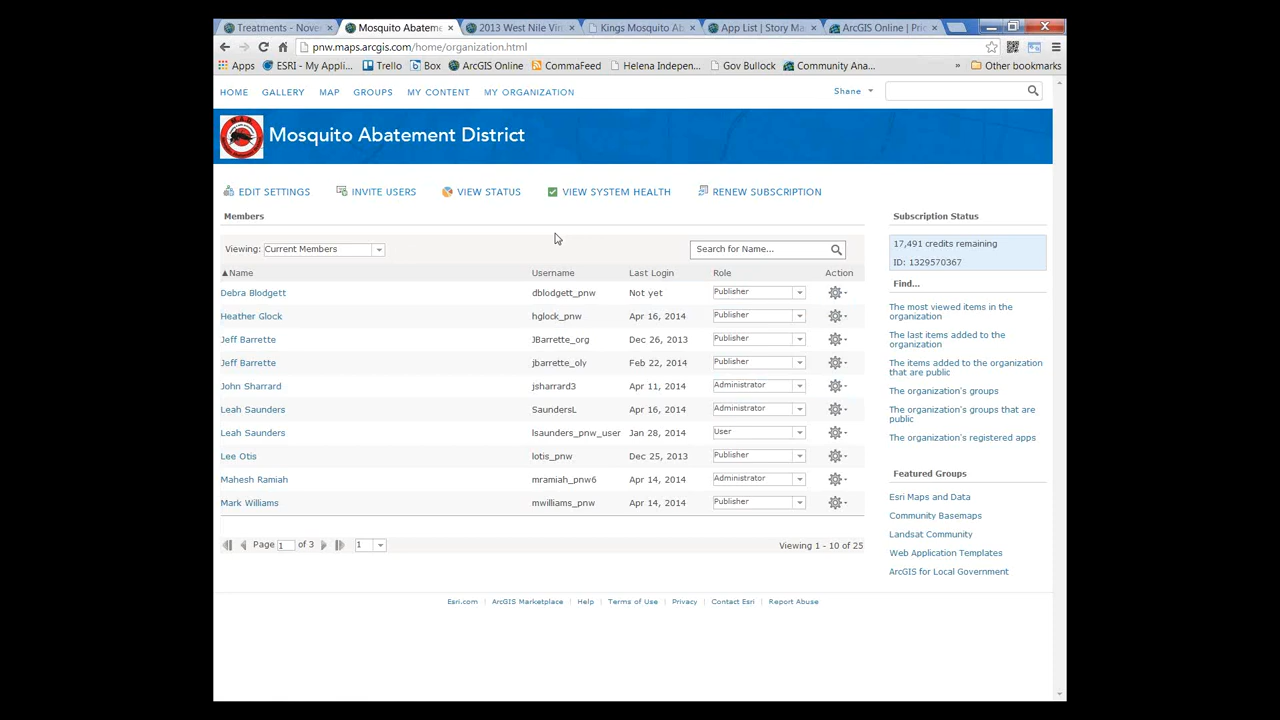 Treatments - Nove
Mosquito Abateme
2013 West Nile Vir
Kings Mosquito Ab
App List | Story Ma
ArcGIS Online | Pri
pnw.maps.arcgis.com/home/organization.html
Apps
ESRI - My Appli...
Trello
Box
ArcGIS Online
CommaFeed
Helena Indepen...
Gov Bullock
Community Ana...
»
Other bookmarks
HOME GALLERY MAP GROUPS MY CONTENT MY ORGANIZATION
Shane
Mosquito Abatement District
EDIT SETTINGS INVITE USERS VIEW STATUS VIEW SYSTEM HEALTH RENEW SUBSCRIPTION
Members
Viewing: Current Members
Search for Name...
Name Username Last Login Role Action
Debra Blodgett dblodgett_pnw Not yet Publisher
Heather Glock hglock_pnw Apr 16, 2014 Publisher
Jeff Barrette JBarrette_org Dec 26, 2013 Publisher
Jeff Barrette jbarrette_oly Feb 22, 2014 Publisher
John Sharrard jsharrard3 Apr 11, 2014 Administrator
Leah Saunders SaundersL Apr 16, 2014 Administrator
Leah Saunders lsaunders_pnw_user Jan 28, 2014 User
Lee Otis lotis_pnw Dec 25, 2013 Publisher
Mahesh Ramiah mramiah_pnw6 Apr 14, 2014 Administrator
Mark Williams mwilliams_pnw Apr 14, 2014 Publisher
Page 1 of 3 1
Viewing 1 - 10 of 25
Subscription Status
17,491 credits remaining
ID: 1329570367
Find...
The most viewed items in the
organization
The last items added to the
organization
The items added to the organization
that are public
The organization's groups
The organization's groups that are
public
The organization's registered apps
Featured Groups
Esri Maps and Data
Community Basemaps
Landsat Community
Web Application Templates
ArcGIS for Local Government
Esri.com | ArcGIS Marketplace | Help | Terms of Use | Privacy | Contact Esri | Report Abuse